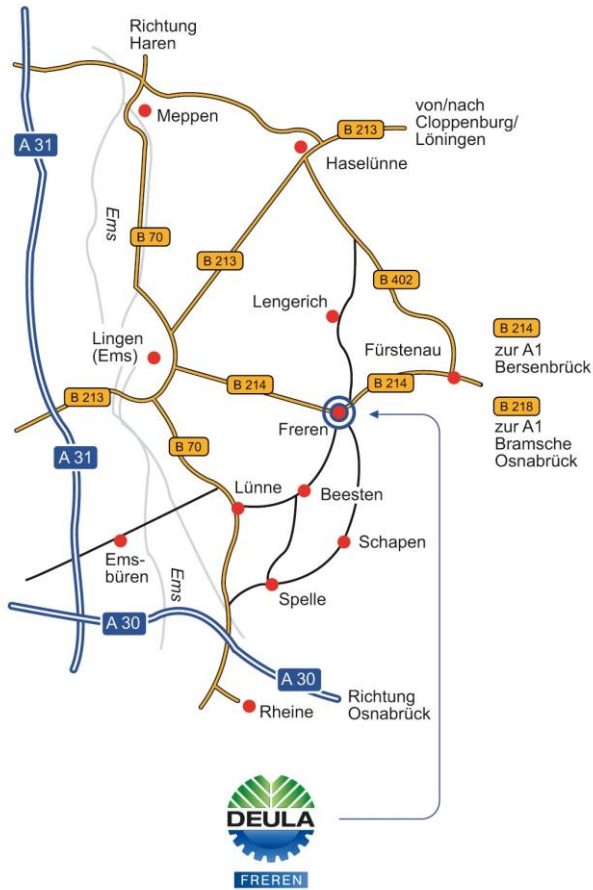 Richtung
Haren
A 31
Meppen
B 213
von/nach
Cloppenburg/
Löningen
Haselünne
Ems
B 70
B 213
B 402
Lengerich
Lingen
(Ems)
Fürstenau
B 214
zur A1
Bersenbrück
B 213
B 214
B 214
B 218
zur A1
Bramsche
Osnabrück
Freren
B 70
A 31
Lünne
Beesten
Schapen
Ems-
büren
Ems
Spelle
A 30
A 30
Richtung
Osnabrück
Rheine
DEULA
FREREN